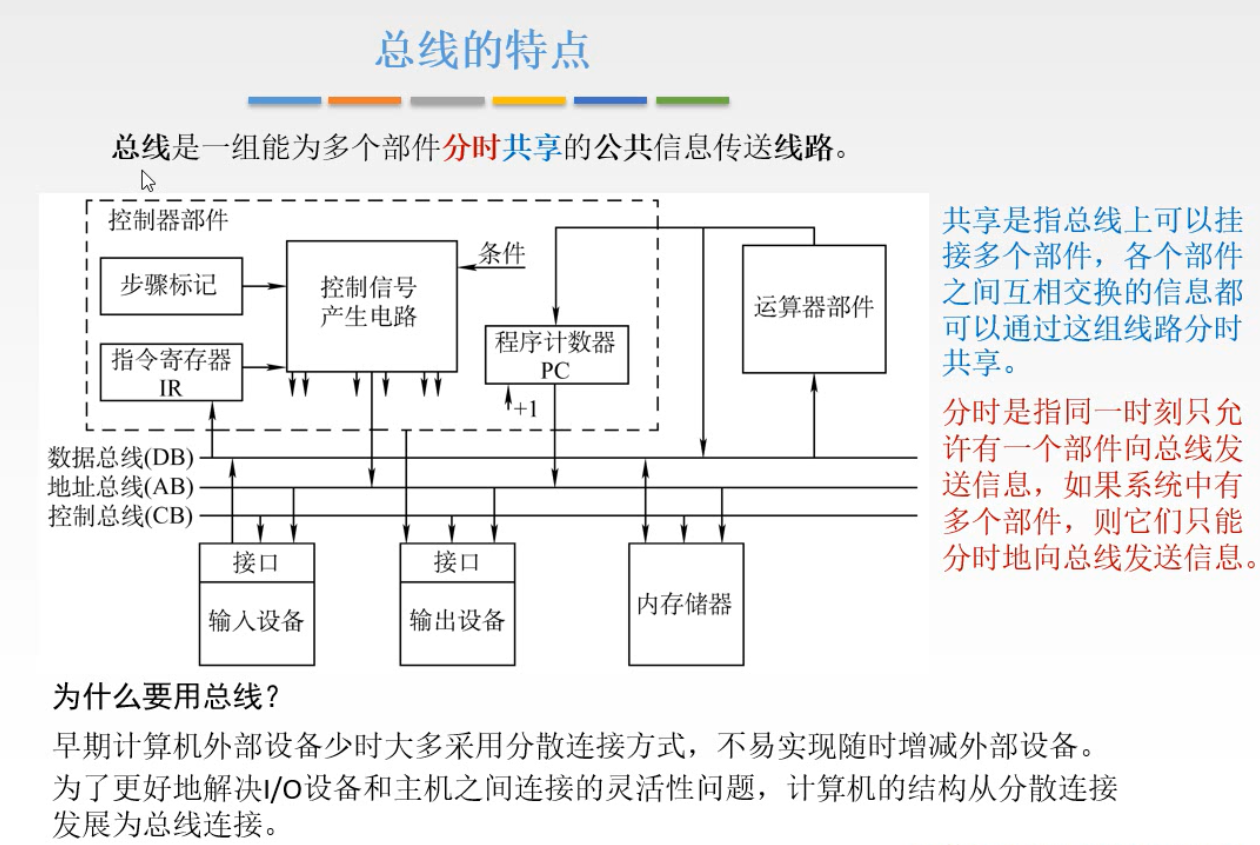 总线的特点
总线是一组能为多个部件分时共享的公共信息传送线路。
控制器部件
步骤标记
指令寄存器
IR
控制信号
产生电路
条件
程序计数器
PC
+1
运算器部件
数据总线(DB)
地址总线(AB)
控制总线(CB)
接口
输入设备
接口
输出设备
内存储器
共享是指总线上可以挂
接多个部件，各个部件
之间互相交换的信息都
可以通过这组线路分时
共享。
分时是指同一时刻只允
许有一个部件向总线发
送信息，如果系统中有
多个部件，则它们只能
分时地向总线发送信息。
为什么要用总线？
早期计算机外部设备少时大多采用分散连接方式，不易实现随时增减外部设备。
为了更好地解决I/O设备和主机之间连接的灵活性问题，计算机的结构从分散连接
发展为总线连接。